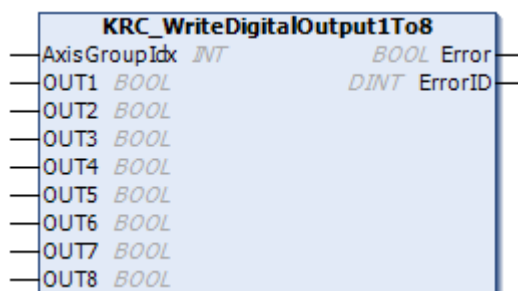 KRC_WriteDigitalOutput1To8
AxisGroupIdx INT BOOL Error
OUT1 BOOL DINT ErrorID
OUT2 BOOL
OUT3 BOOL
OUT4 BOOL
OUT5 BOOL
OUT6 BOOL
OUT7 BOOL
OUT8 BOOL